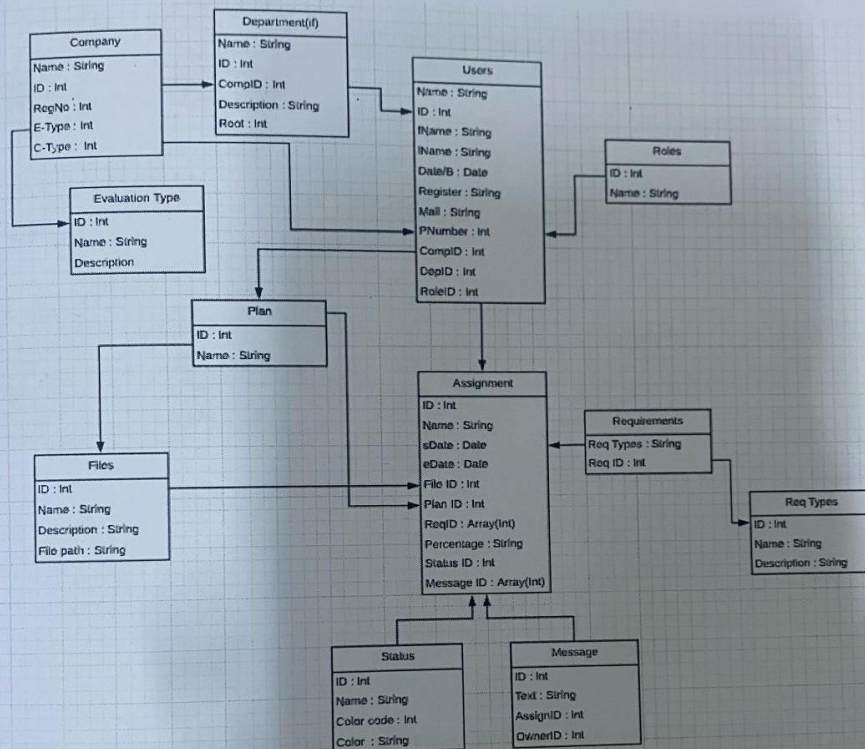 Company
Name : String
ID : Int
RegNo : Int
E-Type : Int
C-Type : Int
Department(if)
Name : String
ID : Int
CompID : Int
Description : String
Root : Int
Users
Name : String
ID : Int
fName : String
lName : String
Date/B : Date
Register : String
Mail : String
PNumber : Int
CompID : Int
DepID : Int
RoleID : Int
Roles
ID : Int
Name : String
Evaluation Type
ID : Int
Name : String
Description
Plan
ID : Int
Name : String
Assignment
ID : Int
Name : String
sDate : Date
eDate : Date
File ID : Int
Plan ID : Int
ReqID : Array(Int)
Percentage : String
Status ID : Int
Message ID : Array(Int)
Requirements
Req Types : String
Req ID : Int
Files
ID : Int
Name : String
Description : String
File path : String
Req Types
ID : Int
Name : String
Description : String
Status
ID : Int
Name : String
Color code : Int
Color : String
Message
ID : Int
Text : String
AssignID : Int
OwnerID : Int